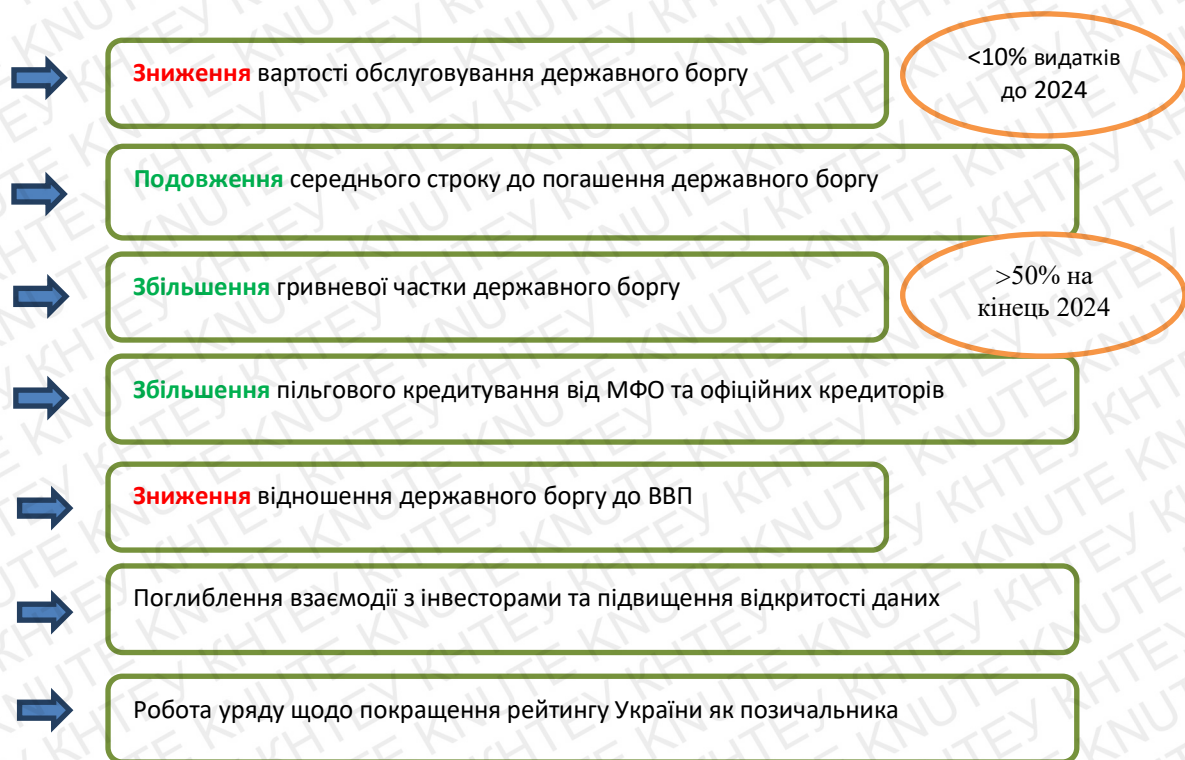 Зниження вартості обслуговування державного боргу
<10% видатків
до 2024
Подовження середнього строку до погашення державного боргу
Збільшення гривневої частки державного боргу
>50% на
кінець 2024
Збільшення пільгового кредитування від МФО та офіційних кредиторів
Зниження відношення державного боргу до ВВП
Поглиблення взаємодії з інвесторами та підвищення відкритості даних
Робота уряду щодо покращення рейтингу України як позичальника